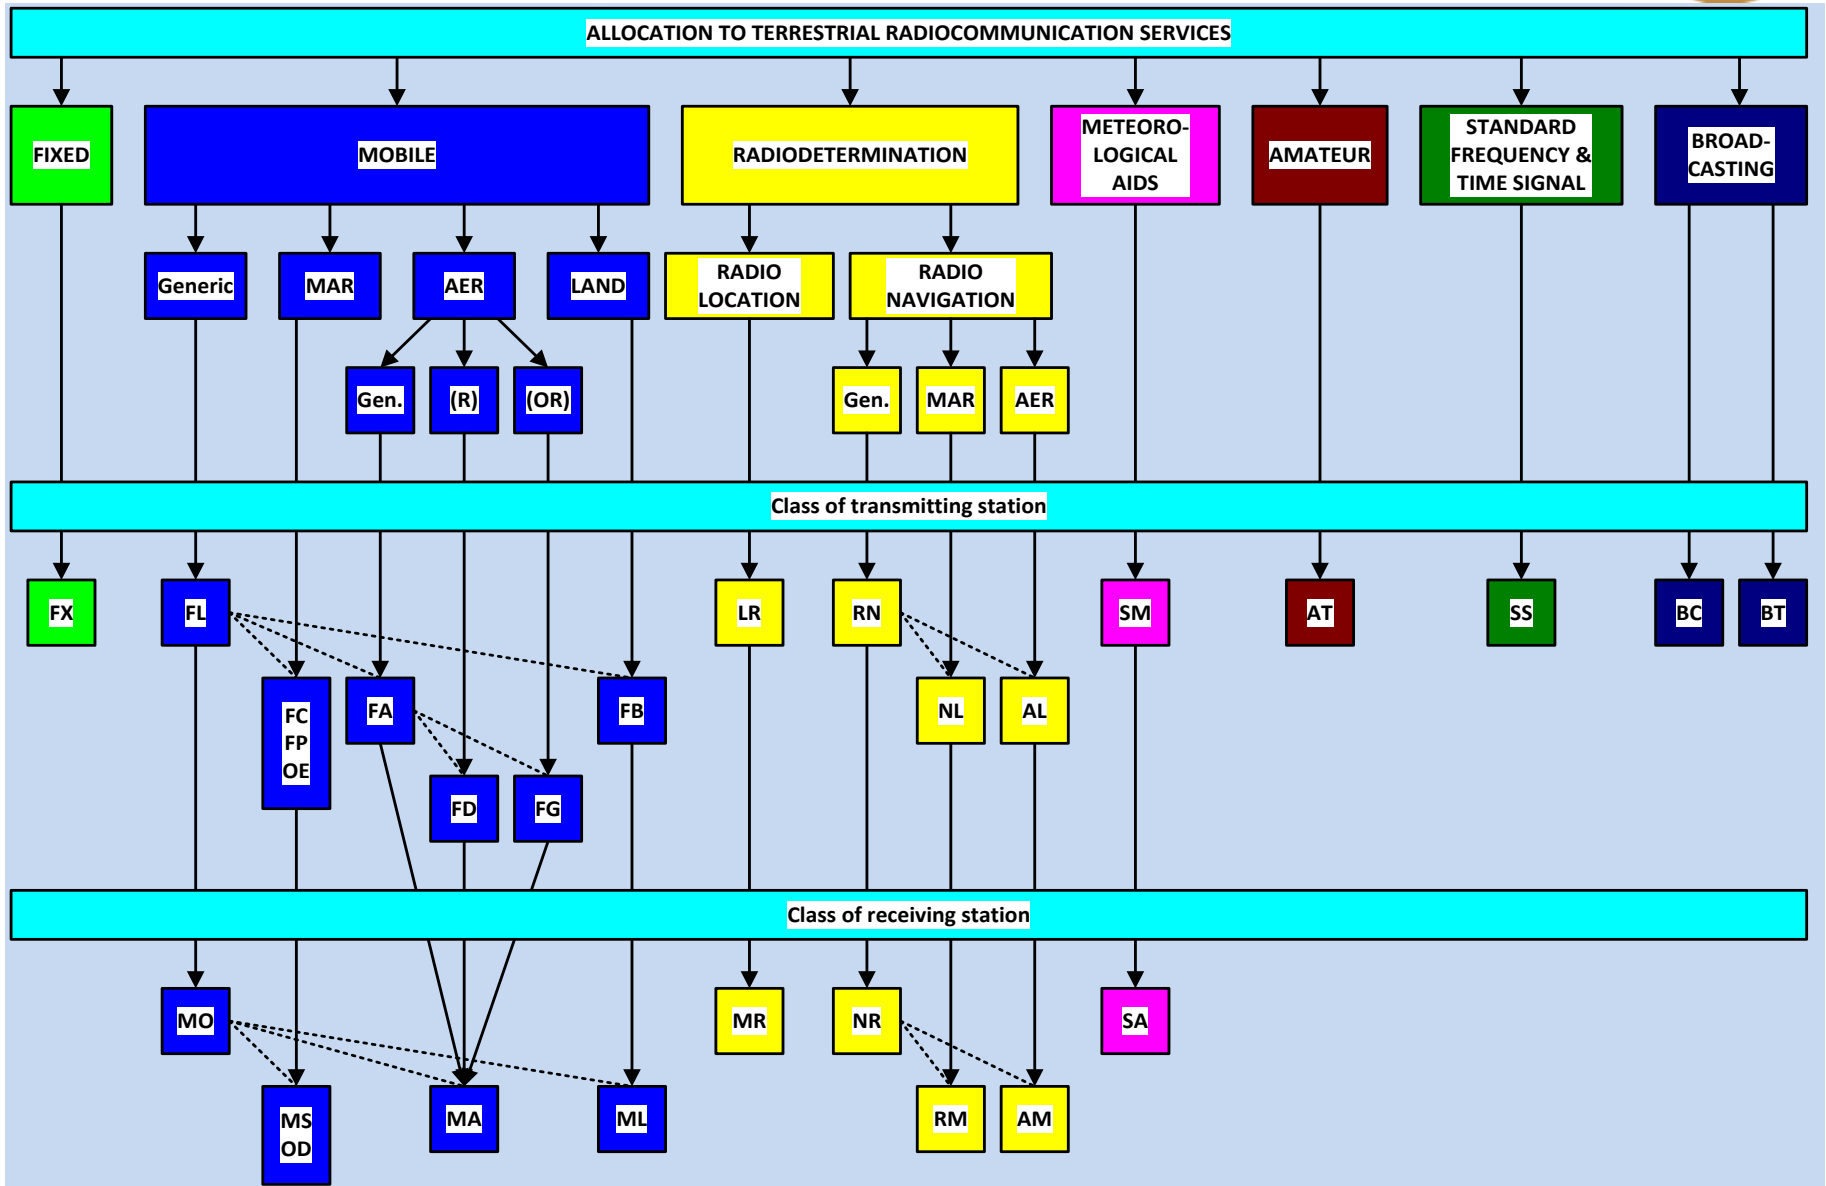 ALLOCATION TO TERRESTRIAL RADIOCOMMUNICATION SERVICES
FIXED
MOBILE
RADIODETERMINATION
METEORO-
LOGICAL
AIDS
AMATEUR
STANDARD
FREQUENCY &
TIME SIGNAL
BROAD-
CASTING
Generic
MAR
AER
LAND
RADIO
LOCATION
RADIO
NAVIGATION
Gen.
(R)
(OR)
Gen.
MAR
AER
Class of transmitting station
FX
FL
LR
RN
SM
AT
SS
BC
BT
FC
FP
OE
FA
FB
NL
AL
FD
FG
Class of receiving station
MO
MR
NR
SA
MS
OD
MA
ML
RM
AM